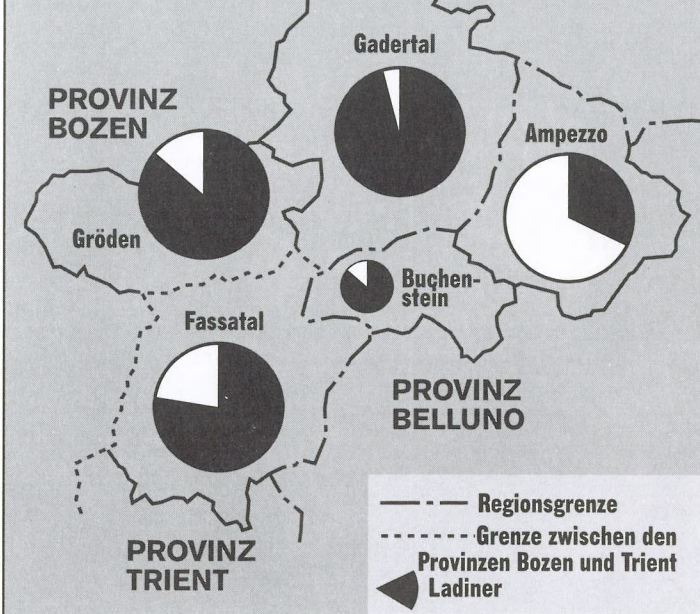 Gadertal
PROVINZ
BOZEN
Ampezzo
Gröden
Buchen-
stein
Fassatal
PROVINZ
BELLUNO
Regionsgrenze
Grenze zwischen den
Provinzen Bozen und Trient
Ladiner
PROVINZ
TRIENT